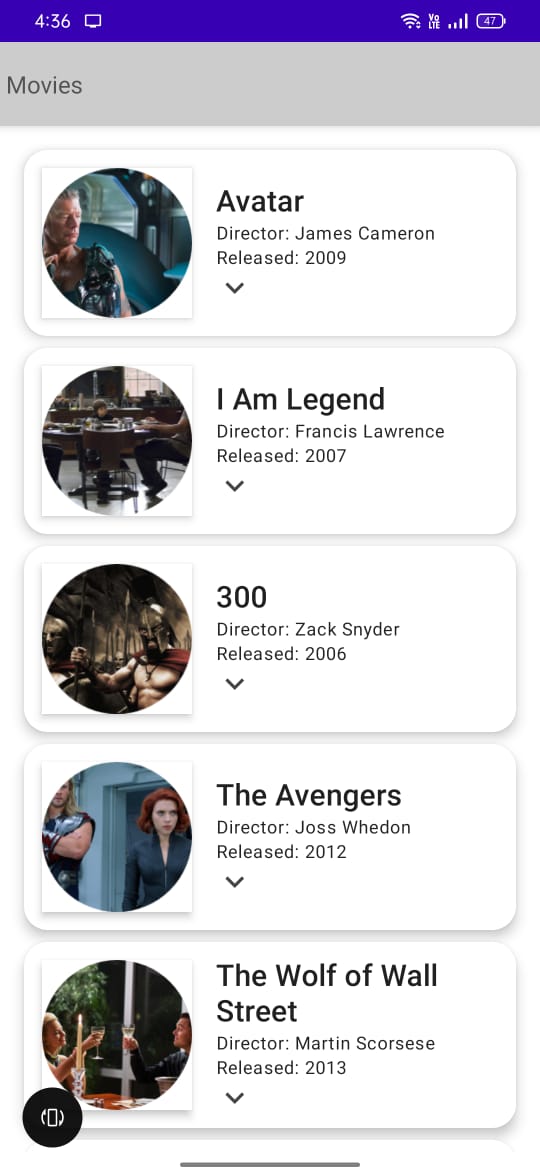 4:36
Vo LTE
47
Movies
Avatar
Director: James Cameron
Released: 2009
I Am Legend
Director: Francis Lawrence
Released: 2007
300
Director: Zack Snyder
Released: 2006
The Avengers
Director: Joss Whedon
Released: 2012
The Wolf of Wall
Street
Director: Martin Scorsese
Released: 2013